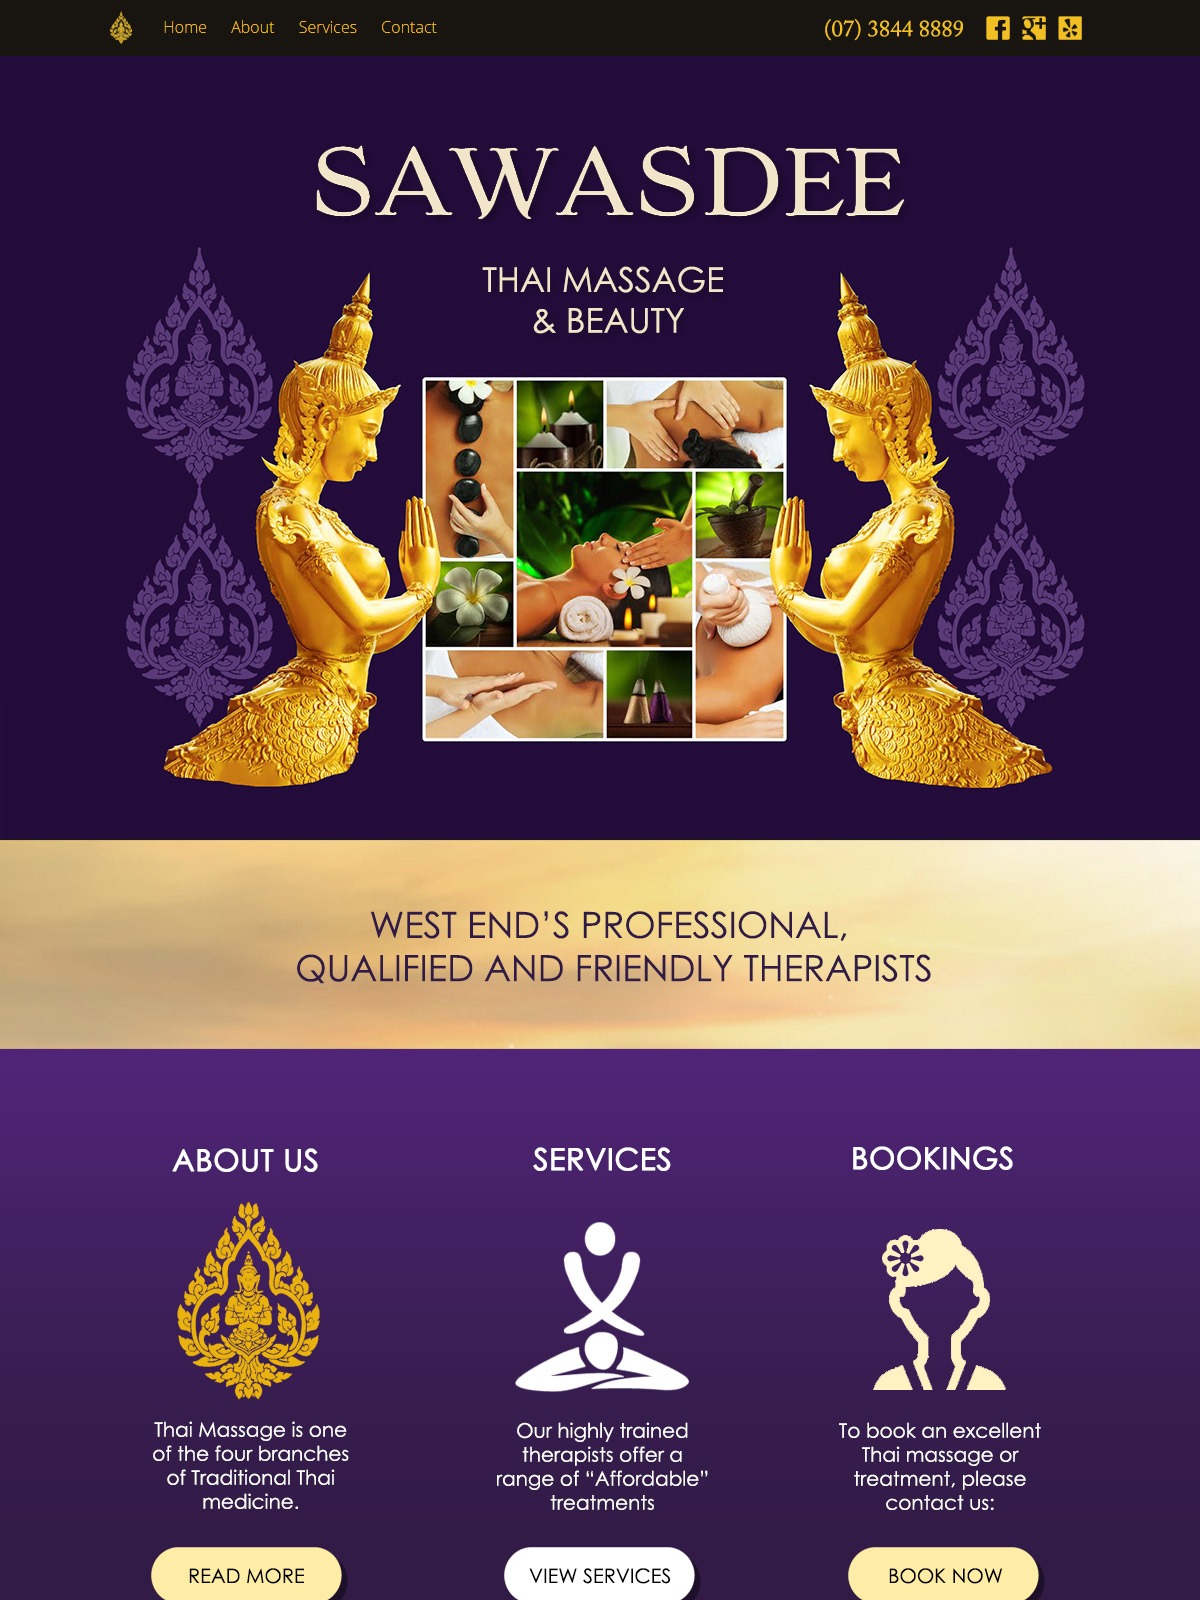 Home About Services Contact (07) 3844 8889
SAWASDEE
THAI MASSAGE
& BEAUTY
WEST END’S PROFESSIONAL,
QUALIFIED AND FRIENDLY THERAPISTS
ABOUT US
Thai Massage is one
of the four branches
of Traditional Thai
medicine.
READ MORE
SERVICES
Our highly trained
therapists offer a
range of “Affordable”
treatments
VIEW SERVICES
BOOKINGS
To book an excellent
Thai massage or
treatment, please
contact us:
BOOK NOW